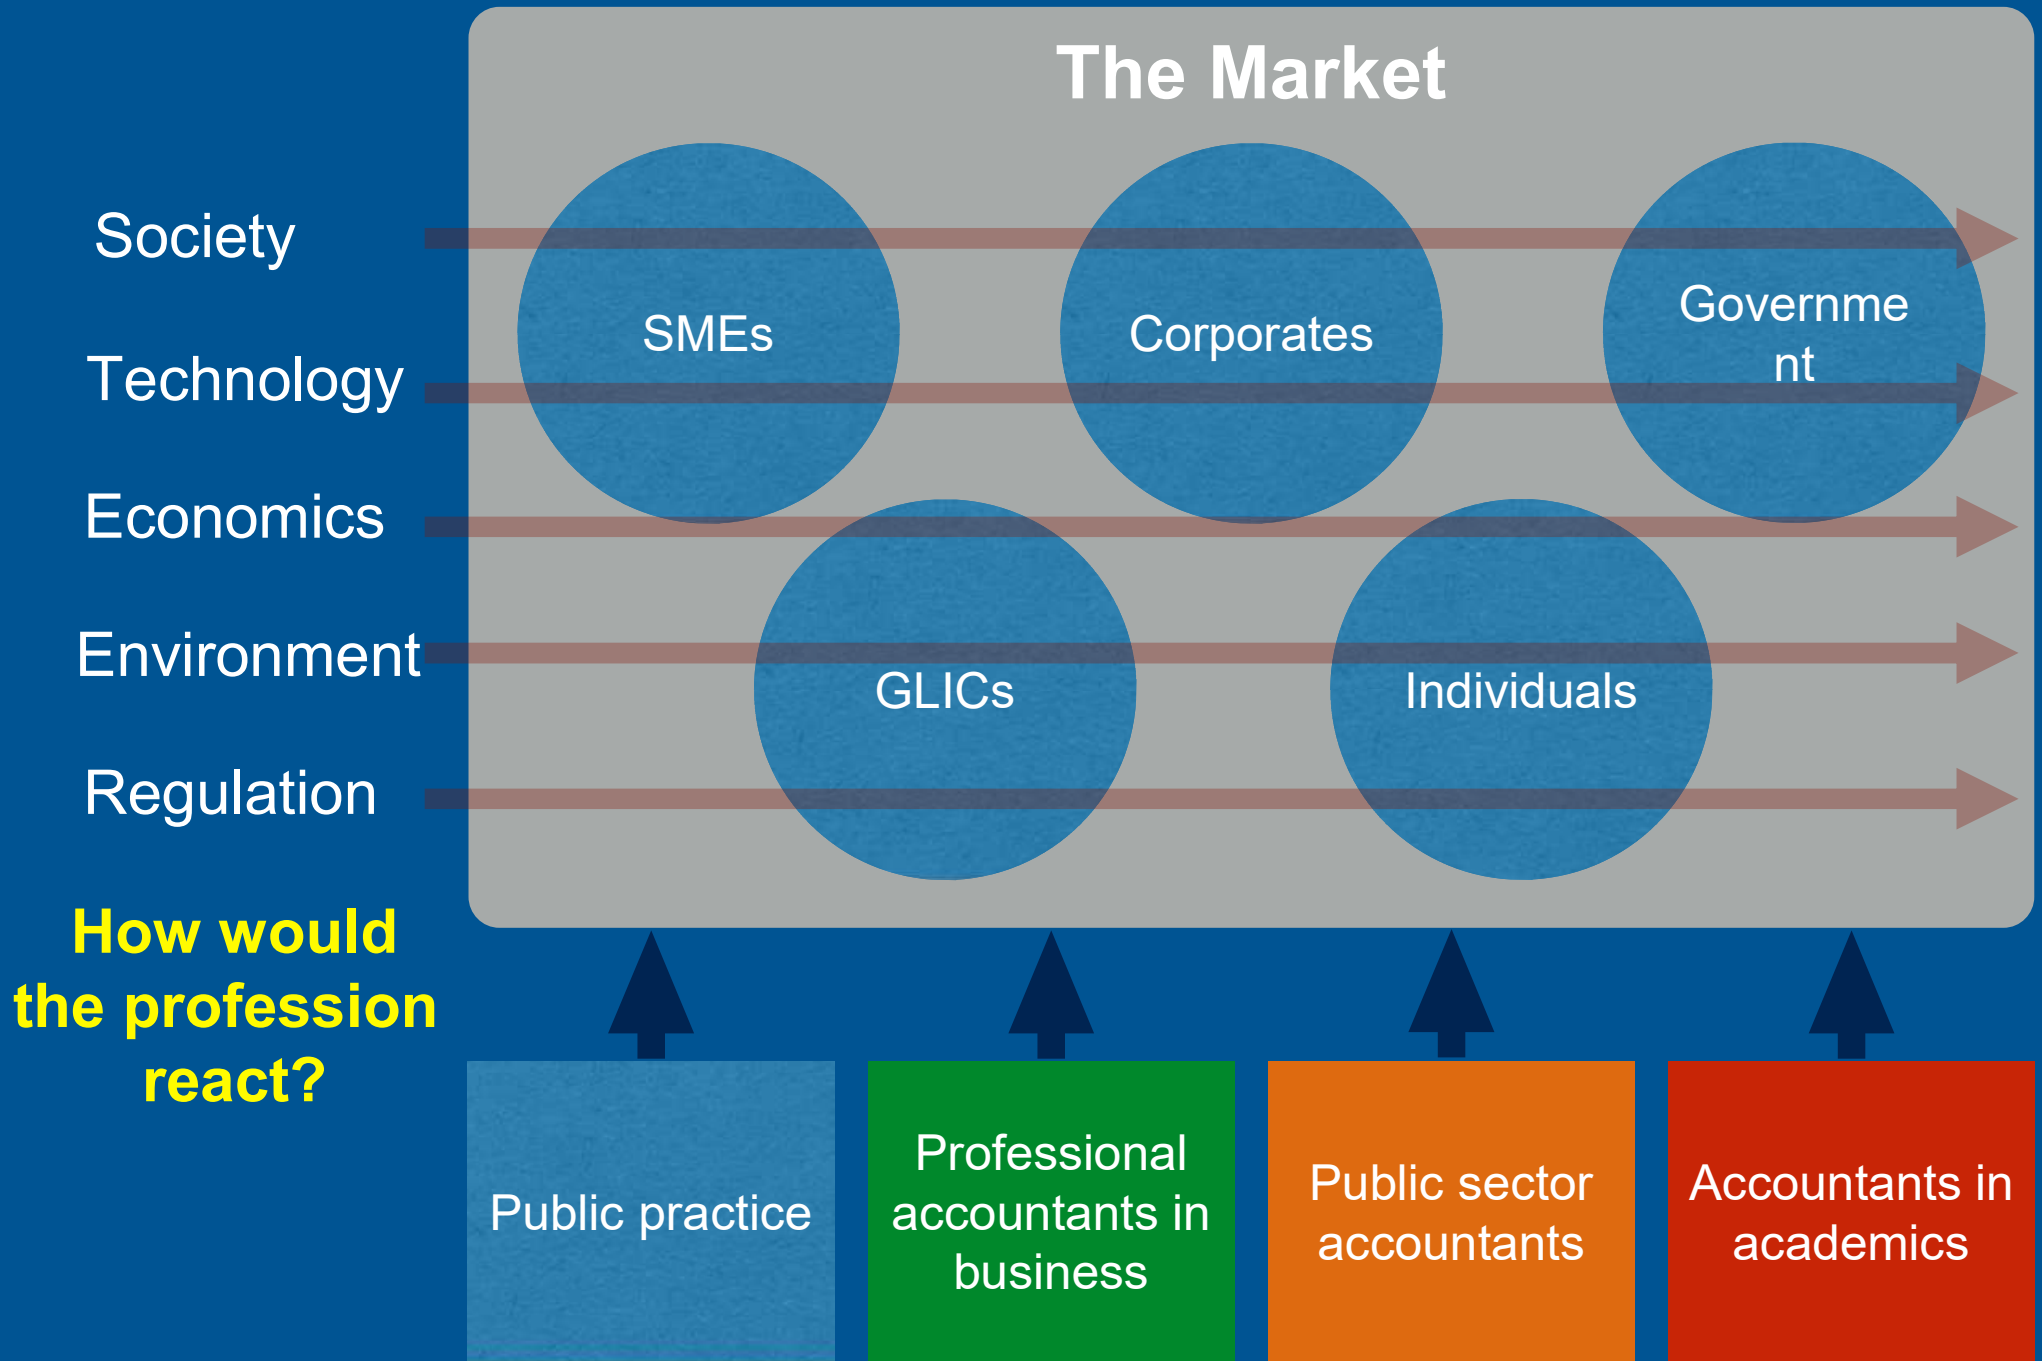 The Market
Society
Technology
Economics
Environment
Regulation
SMEs
Corporates
Governme
nt
GLICs
Individuals
How would
the profession
react?
Public practice
Professional
accountants in
business
Public sector
accountants
Accountants in
academics